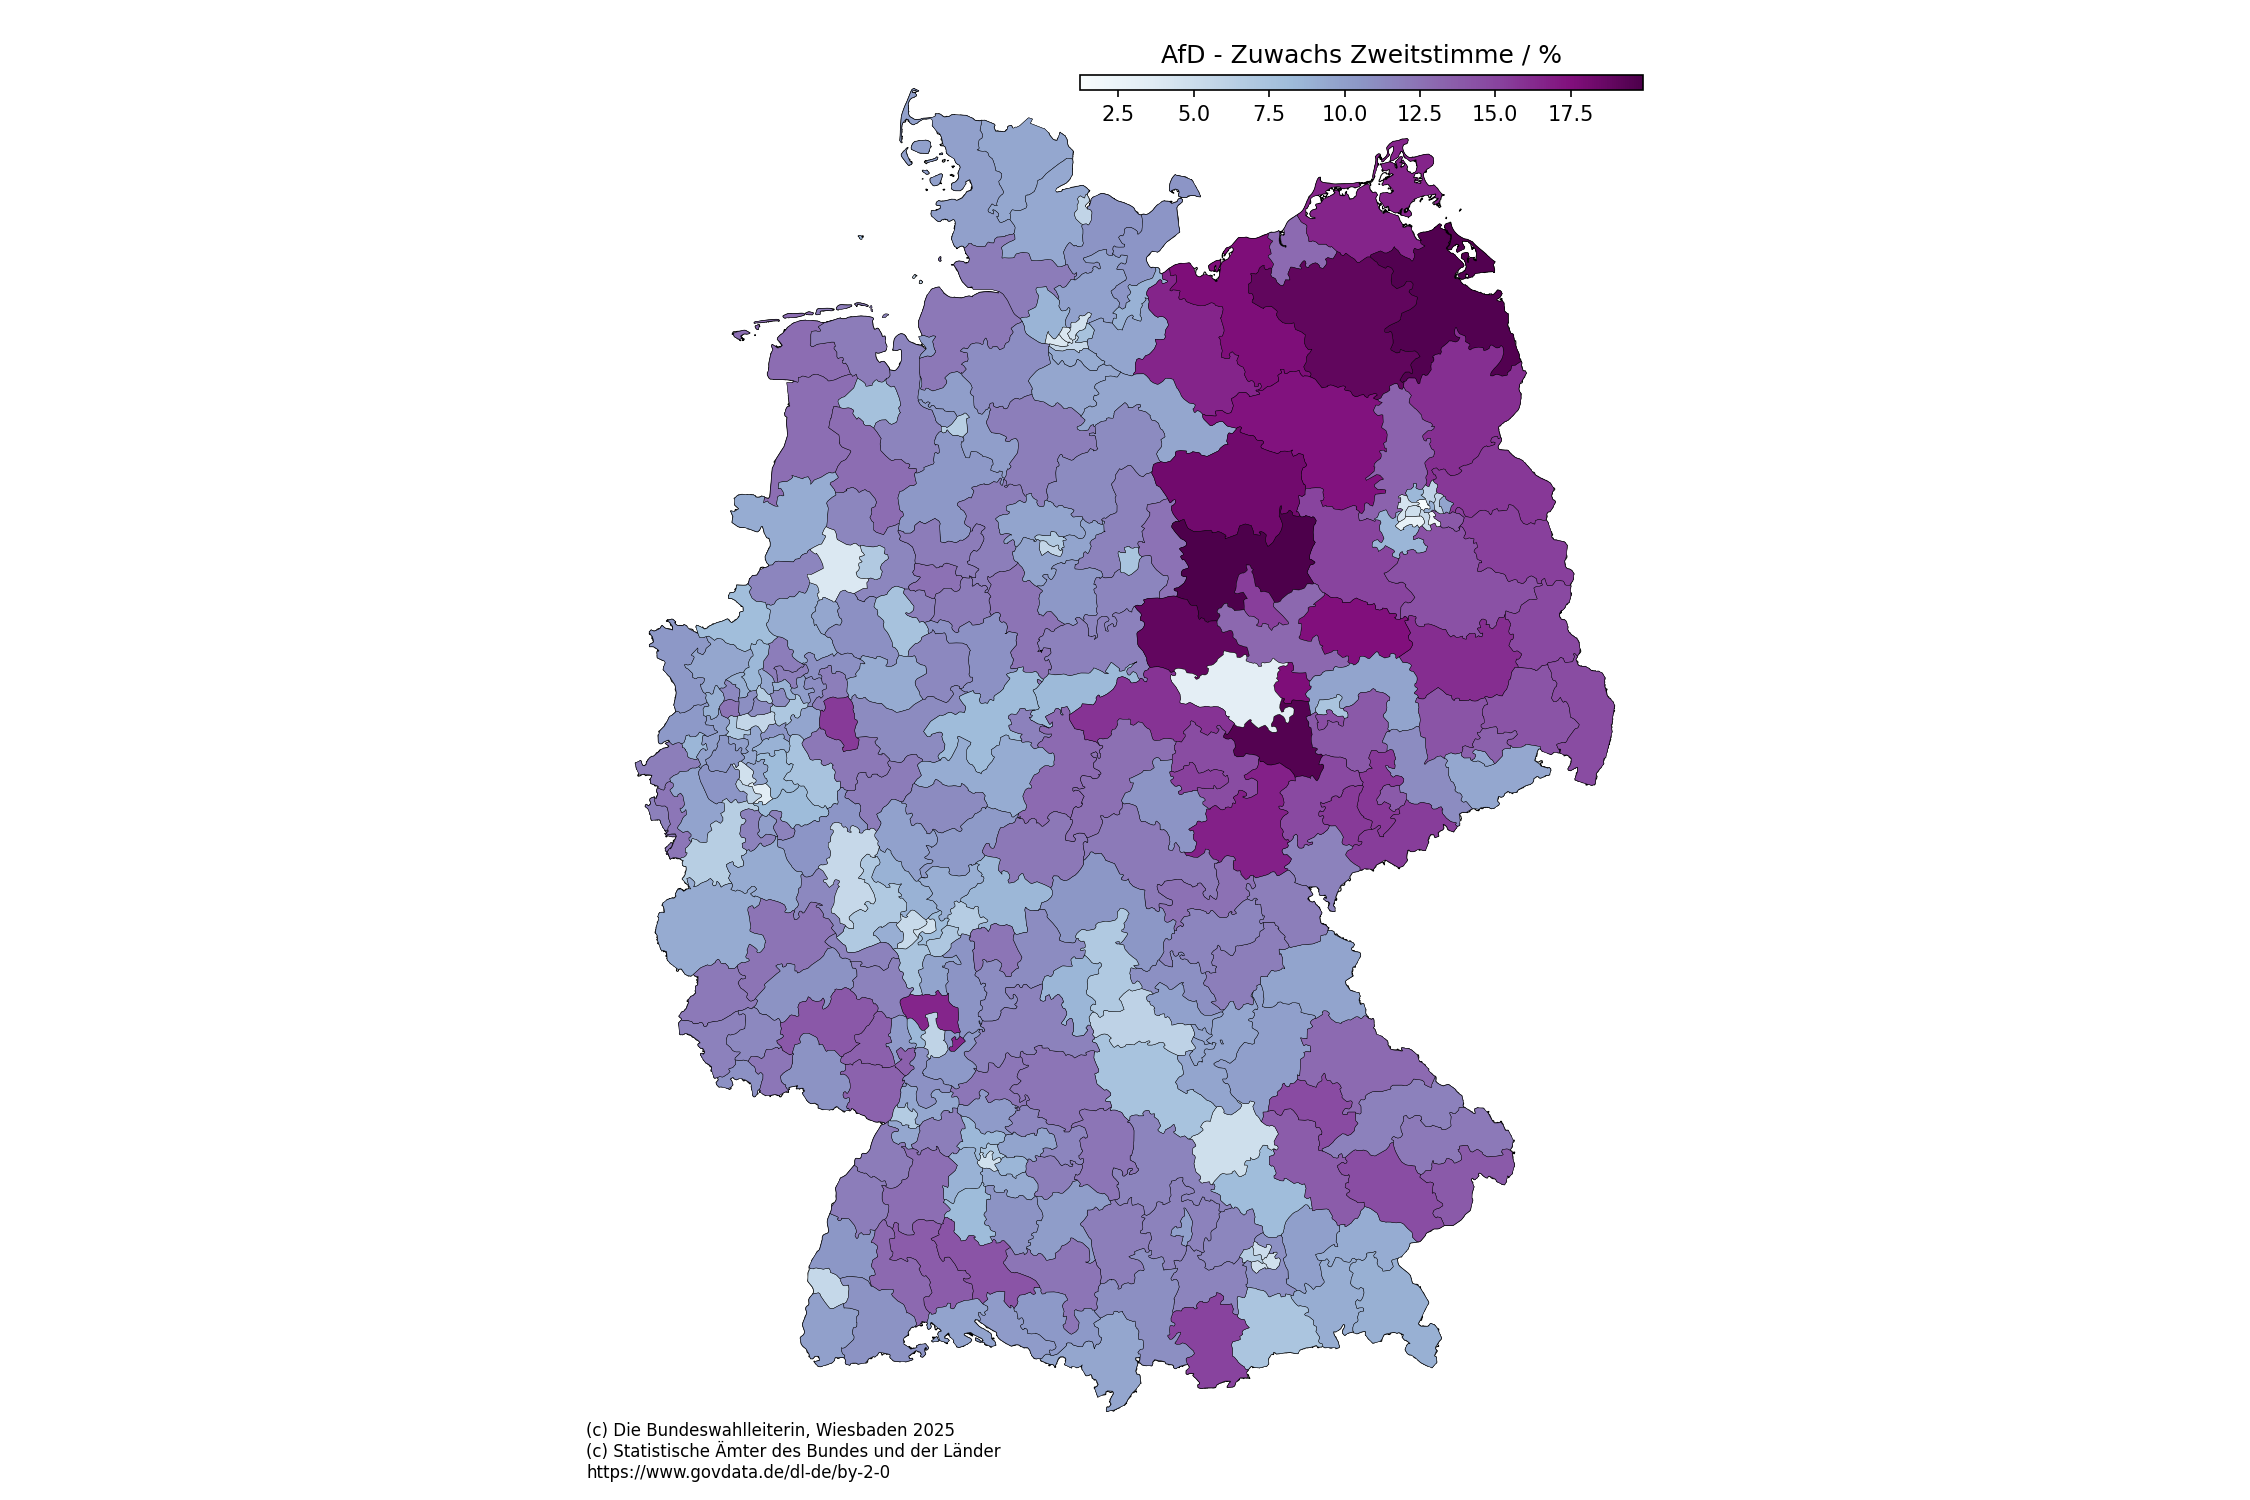 AfD - Zuwachs Zweitstimme / %
2.5 5.0 7.5 10.0 12.5 15.0 17.5
(c) Die Bundeswahlleiterin, Wiesbaden 2025
(c) Statistische Ämter des Bundes und der Länder
https://www.govdata.de/dl-de/by-2-0